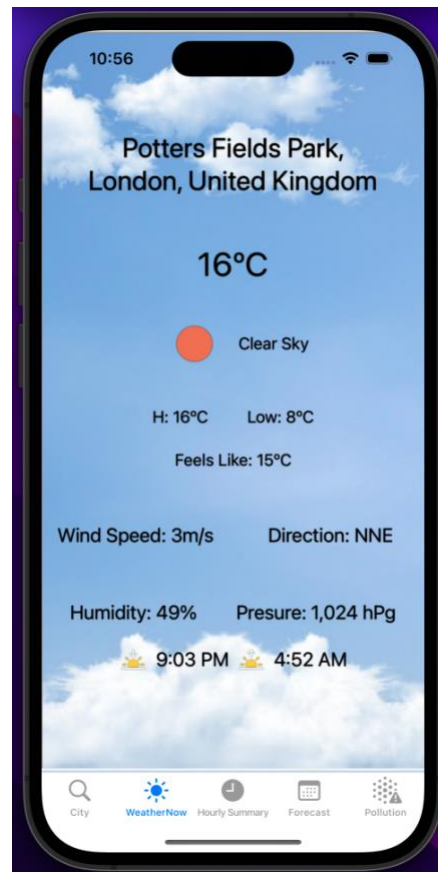 10:56
Potters Fields Park,
London, United Kingdom
16°C
Clear Sky
H: 16°C Low: 8°C
Feels Like: 15°C
Wind Speed: 3m/s Direction: NNE
Humidity: 49% Presure: 1,024 hPg
9:03 PM 4:52 AM
City WeatherNow Hourly Summary Forecast Pollution